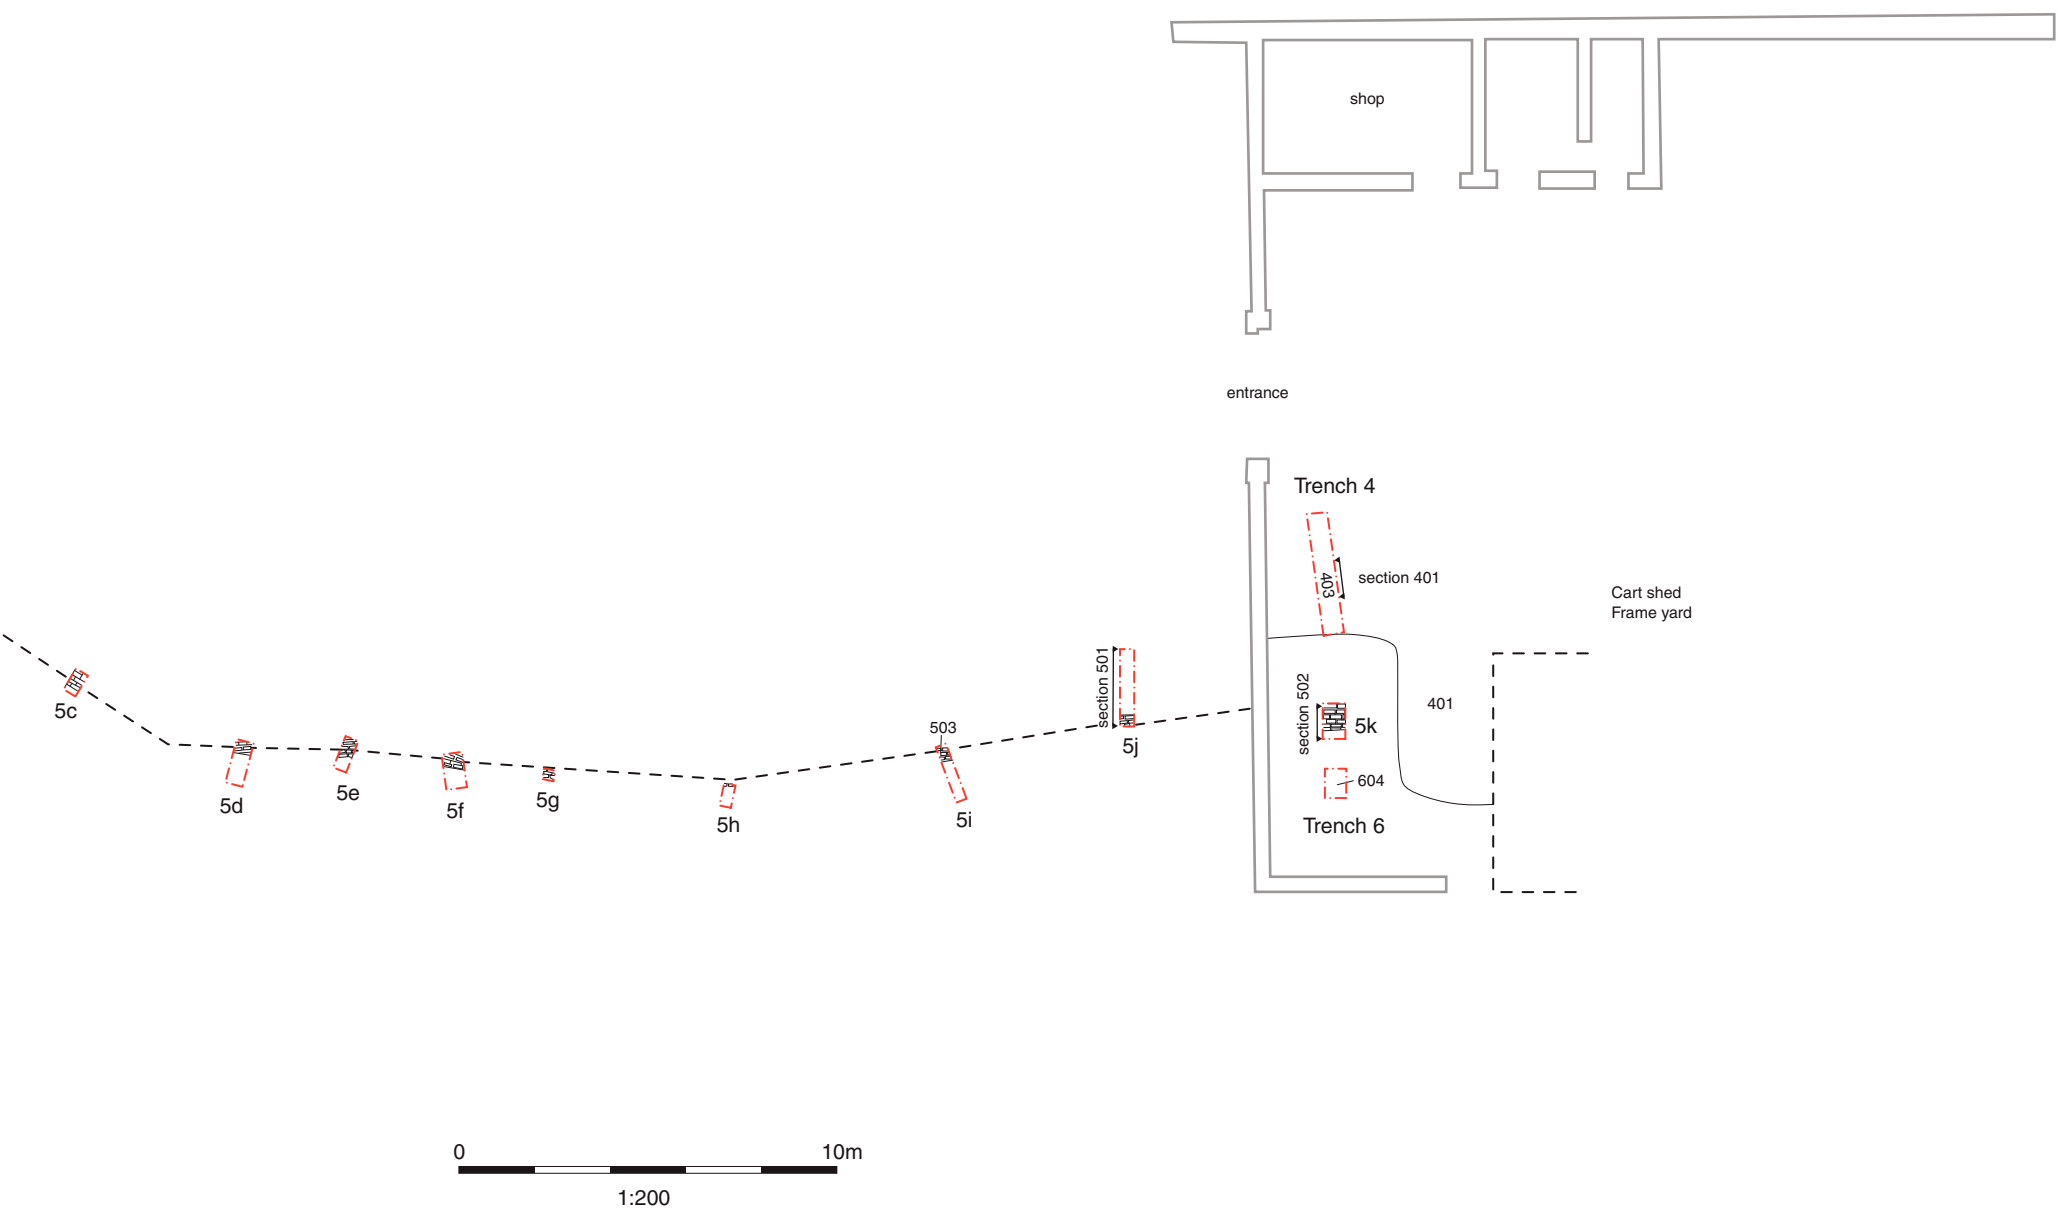 shop
entrance
Trench 4
section 401
403
Cart shed
Frame yard
section 501
section 502
401
5c
503
5k
5j
604
5d
5e
5f
5g
5h
5i
Trench 6
0
10m
1:200